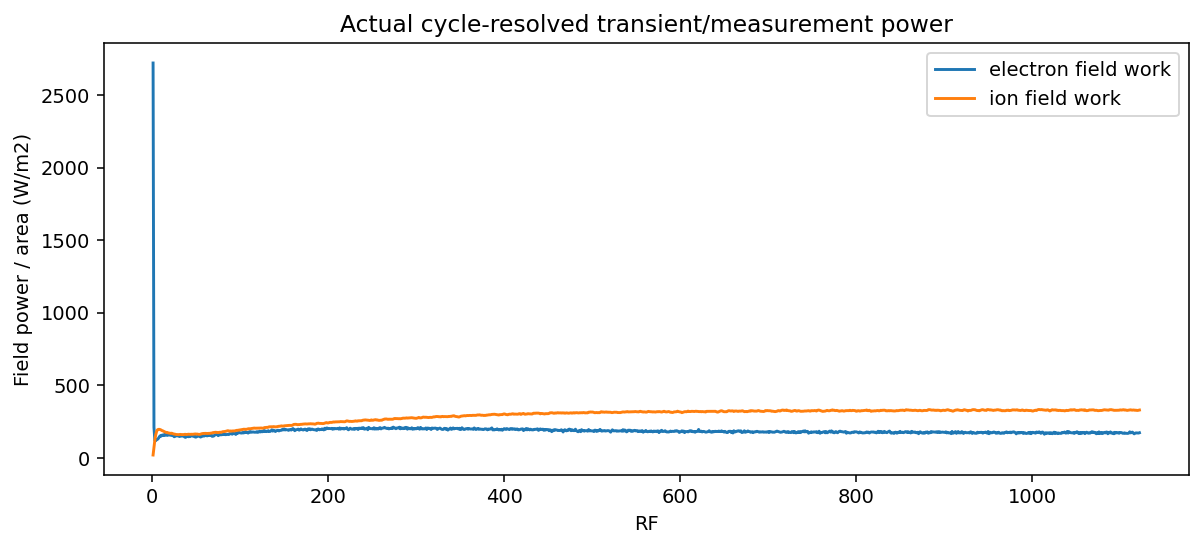 Actual cycle-resolved transient/measurement power
Field power / area (W/m2)
2500
2000
1500
1000
500
0
electron field work
ion field work
0 200 400 600 800 1000
RF